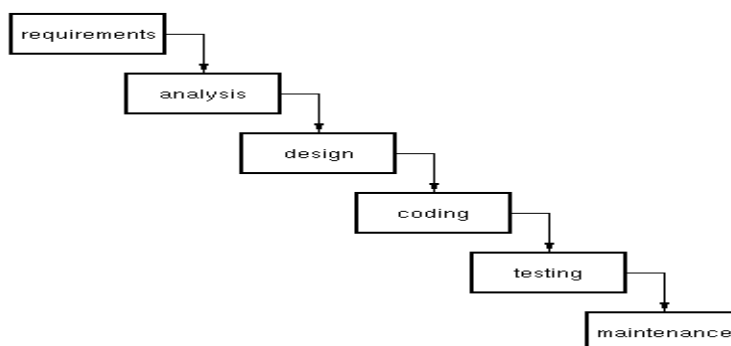 requirements
analysis
design
coding
testing
maintenance